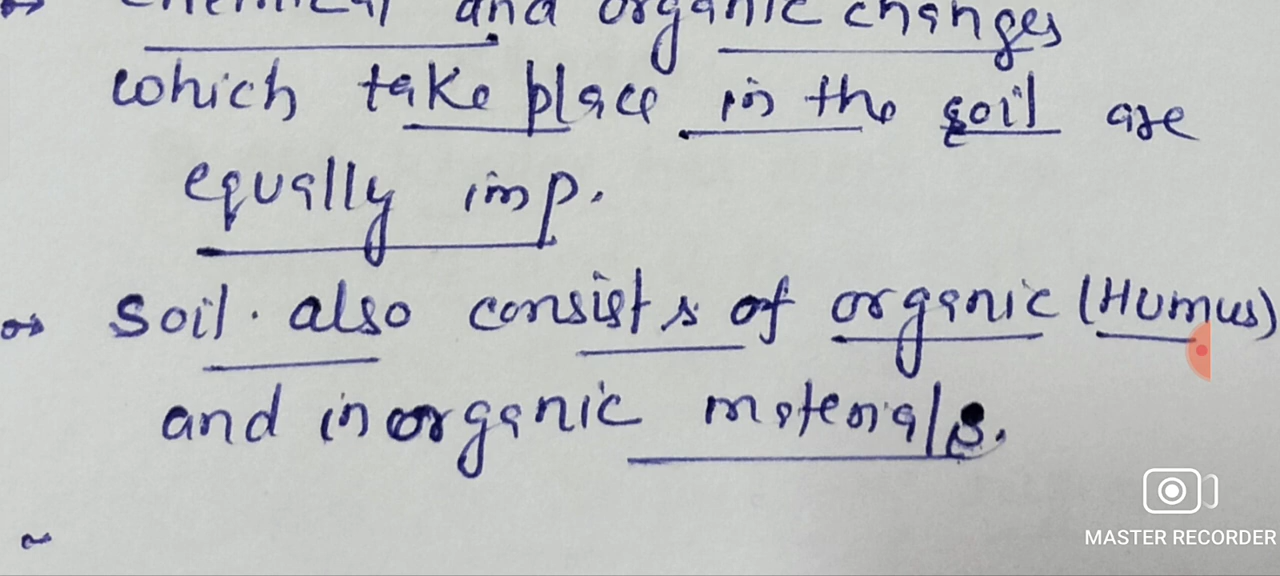 ⇒ chemical and organic changes
which take place in the soil are
equally imp.
⇒ Soil. also consists of organic (Humus)
and inorganic materials.
MASTER RECORDER